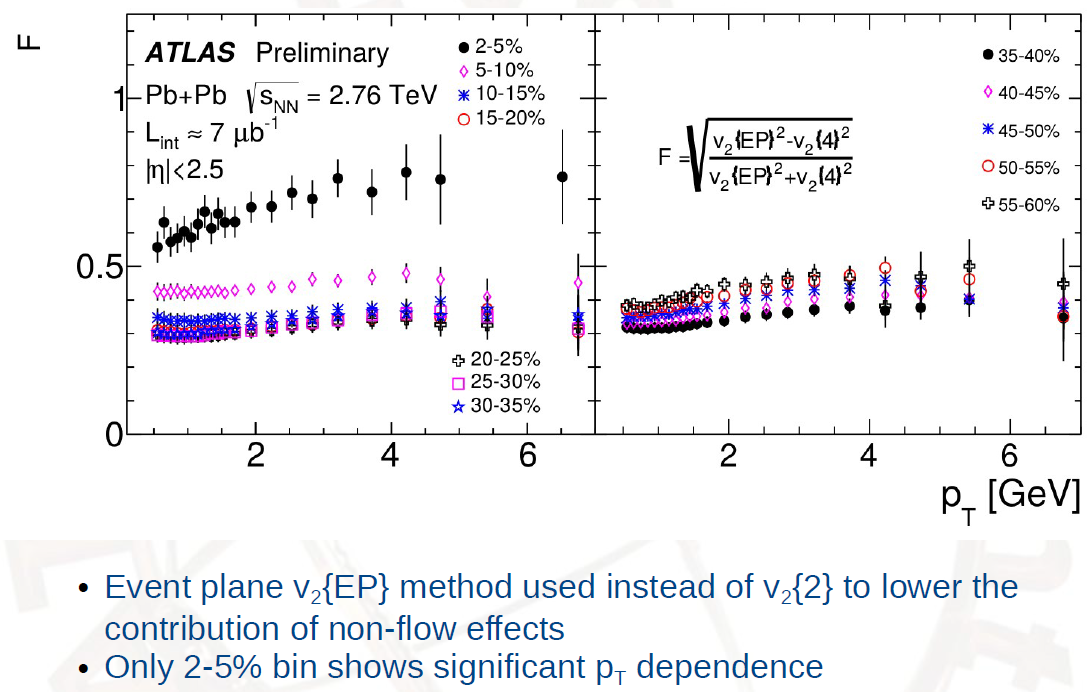 F
ATLAS Preliminary
Pb+Pb √s_NN = 2.76 TeV
L_int ≈ 7 μb⁻¹
|η|<2.5
2-5%
5-10%
10-15%
15-20%
20-25%
25-30%
30-35%
35-40%
40-45%
45-50%
50-55%
55-60%
F = √((v₂{EP}²-v₂{4}²)/(v₂{EP}²+v₂{4}²))
1
0.5
0
2 4 6
2 4 6
p_T [GeV]
• Event plane v₂{EP} method used instead of v₂{2} to lower the
contribution of non-flow effects
• Only 2-5% bin shows significant p_T dependence